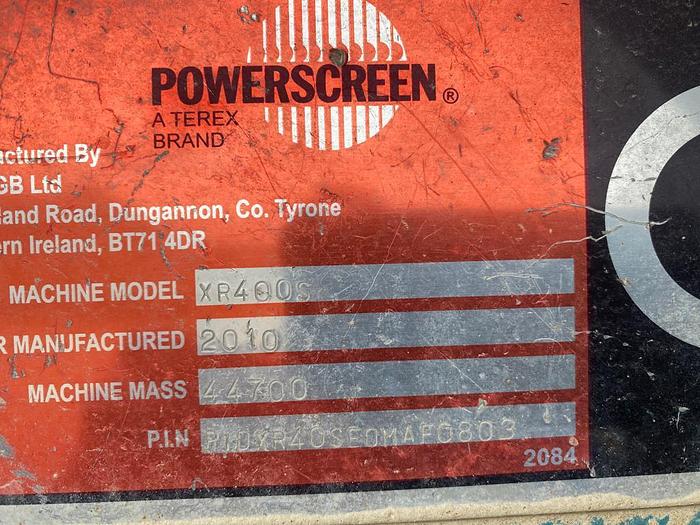 POWERSCREEN®
A TEREX
BRAND
actured By
GB Ltd
land Road, Dungannon, Co. Tyrone
ern Ireland, BT71 4DR
MACHINE MODEL XR400S
R MANUFACTURED 2010
MACHINE MASS 44700
P.I.N
2084